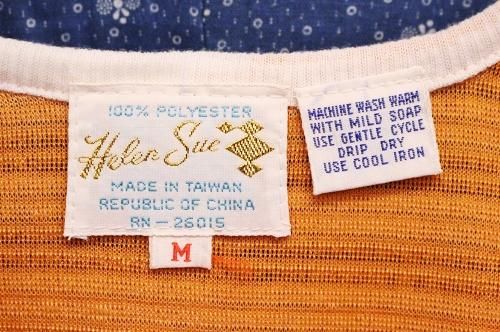 100% POLYESTER
Helen Sue
MADE IN TAIWAN
REPUBLIC OF CHINA
RN-26015
M
MACHINE WASH WARM
WITH MILD SOAP
USE GENTLE CYCLE
DRIP DRY
USE COOL IRON